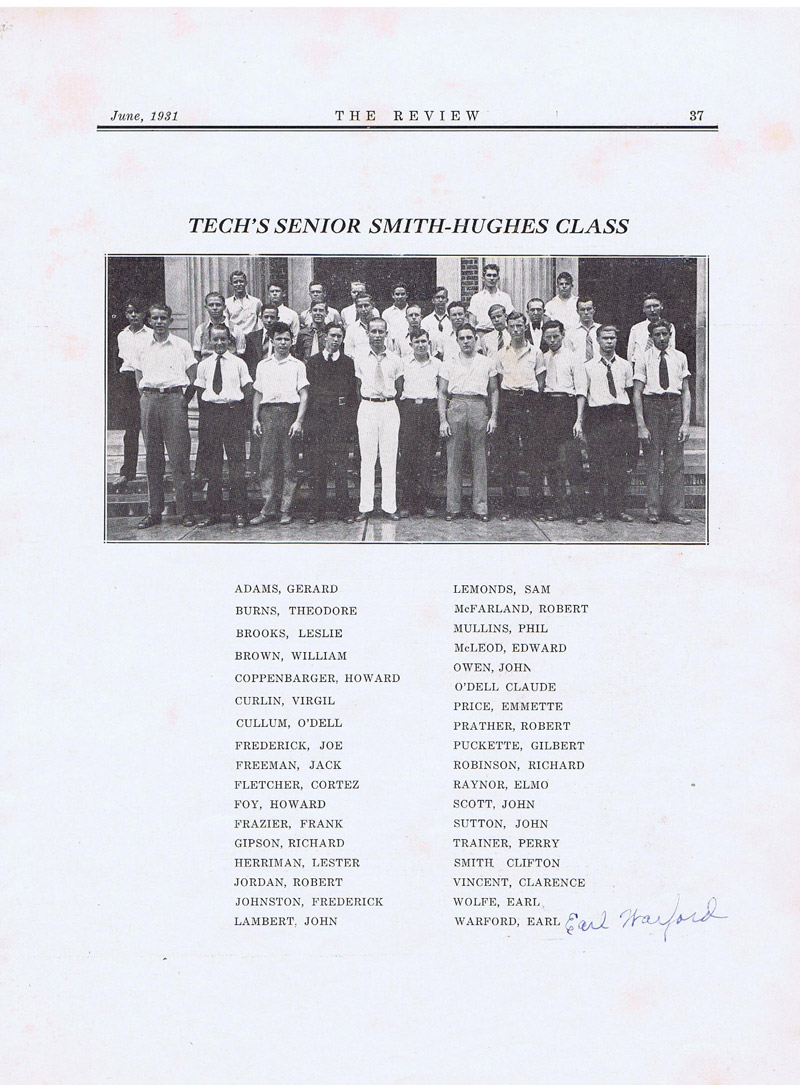 June, 1931 THE REVIEW 37
TECH'S SENIOR SMITH-HUGHES CLASS
ADAMS, GERARD
BURNS, THEODORE
BROOKS, LESLIE
BROWN, WILLIAM
COPPENBARGER, HOWARD
CURLIN, VIRGIL
CULLUM, O'DELL
FREDERICK, JOE
FREEMAN, JACK
FLETCHER, CORTEZ
FOY, HOWARD
FRAZIER, FRANK
GIPSON, RICHARD
HERRIMAN, LESTER
JORDAN, ROBERT
JOHNSTON, FREDERICK
LAMBERT, JOHN
LEMONDS, SAM
McFARLAND, ROBERT
MULLINS, PHIL
McLEOD, EDWARD
OWEN, JOHN
O'DELL CLAUDE
PRICE, EMMETTE
PRATHER, ROBERT
PUCKETTE, GILBERT
ROBINSON, RICHARD
RAYNOR, ELMO
SCOTT, JOHN
SUTTON, JOHN
TRAINER, PERRY
SMITH CLIFTON
VINCENT, CLARENCE
WOLFE, EARL
WARFORD, EARL Earl Warford